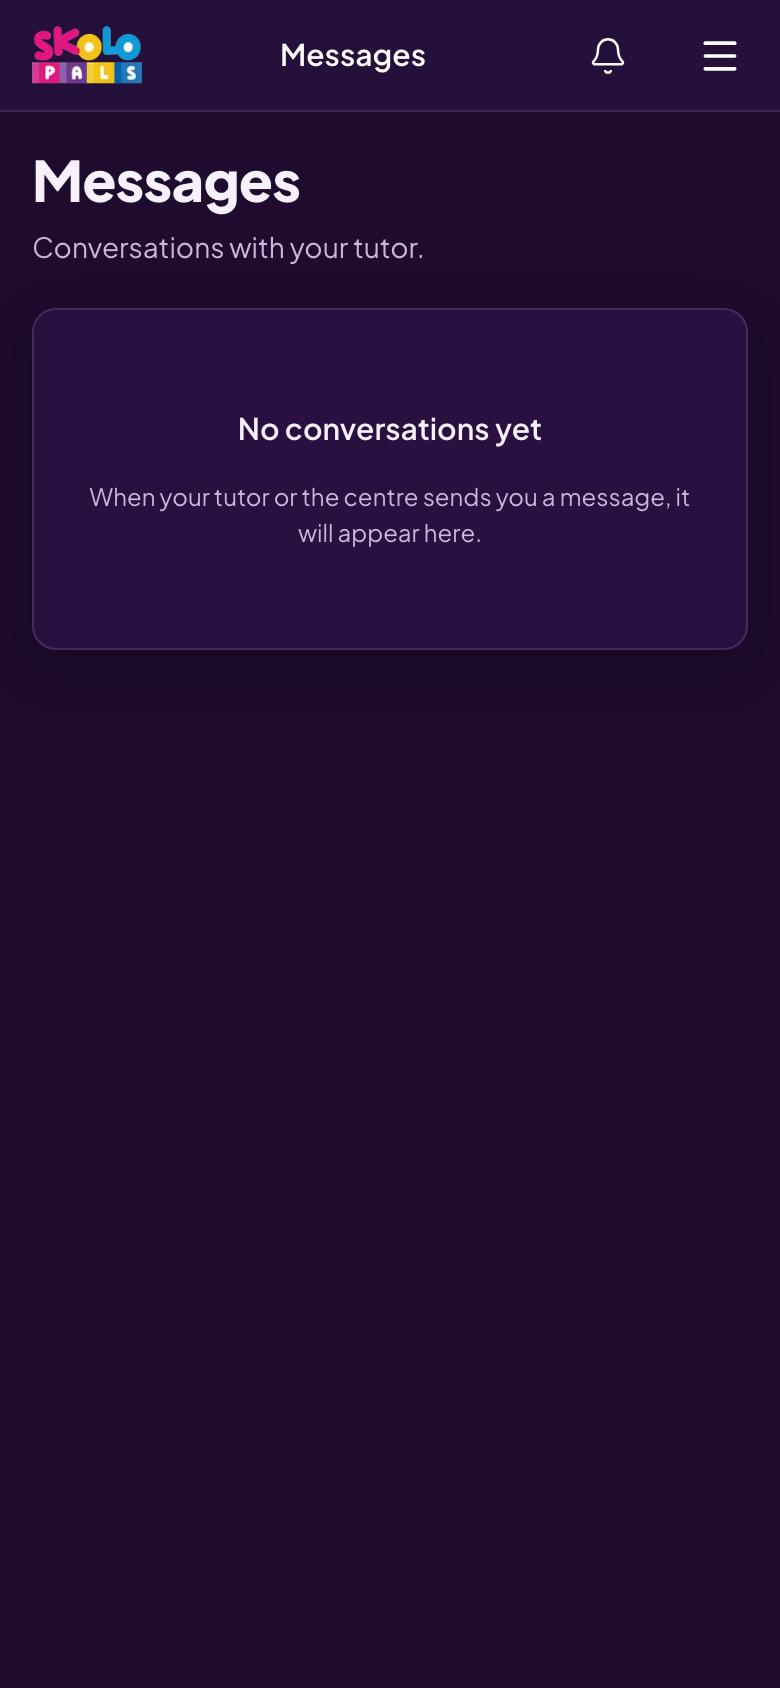 SKOLO
PALS
Messages
Messages
Conversations with your tutor.
No conversations yet
When your tutor or the centre sends you a message, it
will appear here.